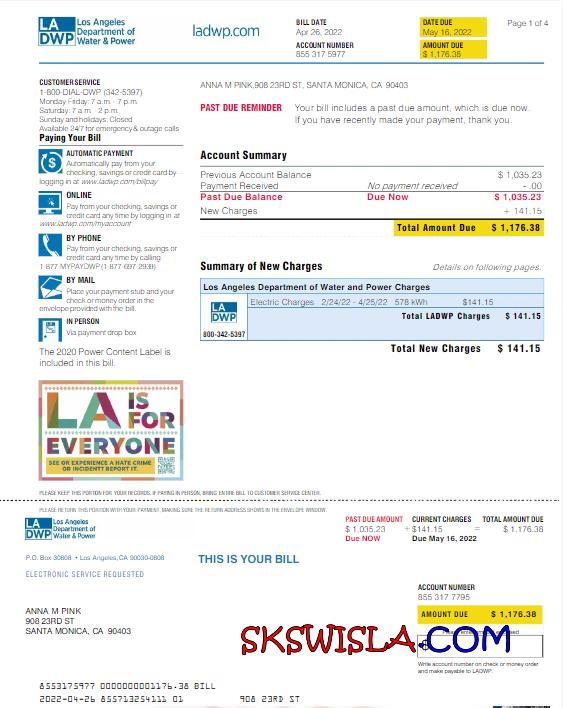 LA
DWP
Los Angeles
Department of
Water & Power
ladwp.com
BILL DATE
Apr 26, 2022
ACCOUNT NUMBER
855 317 5977
DATE DUE
May 16, 2022
AMOUNT DUE
$ 1,176.38
Page 1 of 4
CUSTOMER SERVICE
1-800-DIAL-DWP (342-5397)
Monday Friday: 7 a.m. - 7 p.m.
Saturday: 7 a.m. - 2 p.m.
Sunday and holidays: Closed
Available 24/7 for emergency & outage calls
Paying Your Bill
AUTOMATIC PAYMENT
Automatically pay from your
checking, savings or credit card by
logging in at www.ladwp.com/billpay
ONLINE
Pay from your checking, savings or
credit card any time by logging in at
www.ladwp.com/myaccount
BY PHONE
Pay from your checking, savings or
credit card any time by calling
1 877 MYPAYDWP (1 877-697-2939)
BY MAIL
Place your payment stub and your
check or money order in the
envelope provided with the bill.
IN PERSON
Via payment drop box
The 2020 Power Content Label is
included in this bill.
LA IS FOR
EVERYONE
SEE OR EXPERIENCE A HATE CRIME
OR INCIDENT? REPORT IT.
ANNA M PINK,908 23RD ST, SANTA MONICA, CA 90403
PAST DUE REMINDER Your bill includes a past due amount, which is due now.
If you have recently made your payment, thank you.
Account Summary
Previous Account Balance $ 1,035.23
Payment Received No payment received - .00
Past Due Balance Due Now $ 1,035.23
New Charges + 141.15
Total Amount Due $ 1,176.38
Summary of New Charges Details on following pages.
Los Angeles Department of Water and Power Charges
LA
DWP
800-342-5397
Electric Charges 2/24/22 - 4/25/22 578 kWh $141.15
Total LADWP Charges $ 141.15
Total New Charges $ 141.15
PLEASE KEEP THIS PORTION FOR YOUR RECORDS. IF PAYING IN PERSON, BRING ENTIRE BILL TO CUSTOMER SERVICE CENTER.
PLEASE RETURN THIS PORTION WITH YOUR PAYMENT, MAKING SURE THE RETURN ADDRESS SHOWS IN THE ENVELOPE WINDOW.
LA
DWP
Los Angeles
Department of
Water & Power
PAST DUE AMOUNT CURRENT CHARGES TOTAL AMOUNT DUE
$ 1,035.23 + $141.15 = $ 1,176.38
Due NOW Due May 16, 2022
P.O. Box 30808 • Los Angeles, CA 90030-0808
THIS IS YOUR BILL
ELECTRONIC SERVICE REQUESTED
ACCOUNT NUMBER
855 317 7795
AMOUNT DUE $ 1,176.38
ANNA M PINK
908 23RD ST
SANTA MONICA, CA 90403
SKSWISLA.COM
Write account number on check or money order
and make payable to LADWP.
8553175977 0000000001176.38 BILL
2022-04-26 855713254111 01 908 23RD ST